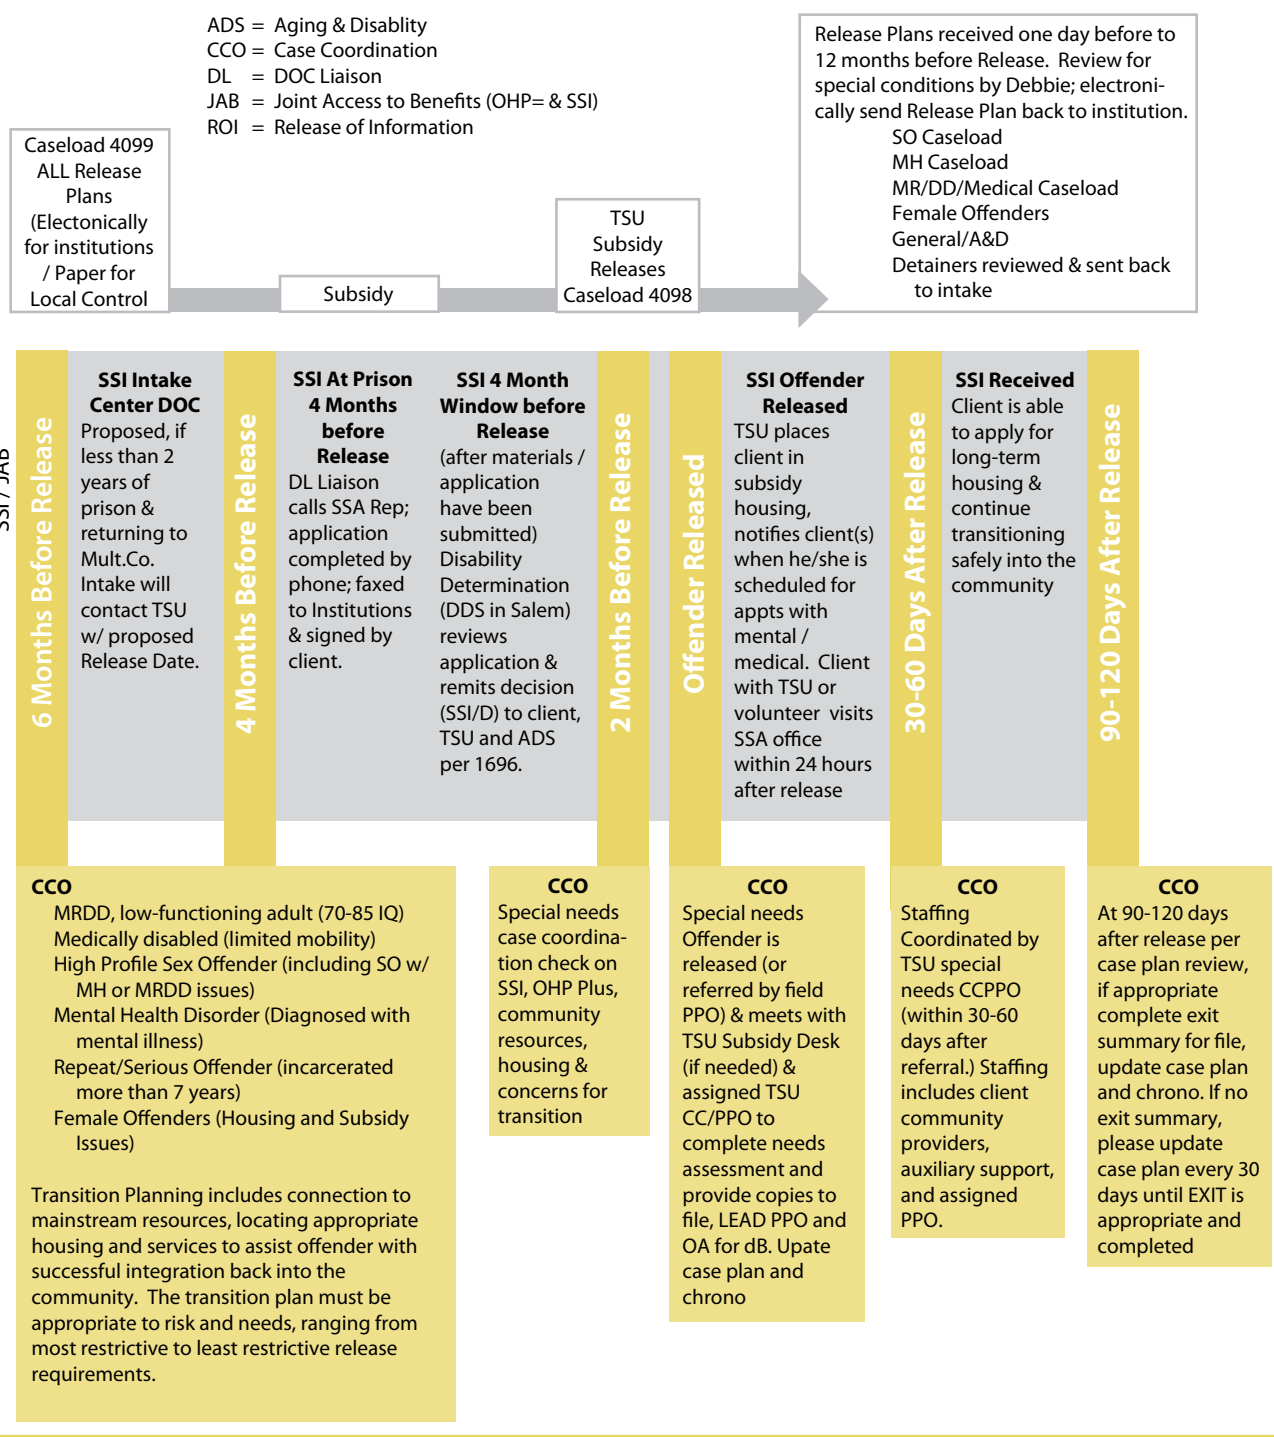 ADS = Aging & Disablity
CCO = Case Coordination
DL = DOC Liaison
JAB = Joint Access to Benefits (OHP= & SSI)
ROI = Release of Information
Caseload 4099
ALL Release
Plans
(Electonically
for institutions
/ Paper for
Local Control
Subsidy
TSU
Subsidy
Releases
Caseload 4098
Release Plans received one day before to
12 months before Release. Review for
special conditions by Debbie; electroni-
cally send Release Plan back to institution.
SO Caseload
MH Caseload
MR/DD/Medical Caseload
Female Offenders
General/A&D
Detainers reviewed & sent back
to intake
SSI / JAB
6 Months Before Release
SSI Intake
Center DOC
Proposed, if
less than 2
years of
prison &
returning to
Mult.Co.
Intake will
contact TSU
w/ proposed
Release Date.
4 Months Before Release
SSI At Prison
4 Months
before
Release
DL Liaison
calls SSA Rep;
application
completed by
phone; faxed
to Institutions
& signed by
client.
SSI 4 Month
Window before
Release
(after materials /
application
have been
submitted)
Disability
Determination
(DDS in Salem)
reviews
application &
remits decision
(SSI/D) to client,
TSU and ADS
per 1696.
2 Months Before Release
Offender Released
SSI Offender
Released
TSU places
client in
subsidy
housing,
notifies client(s)
when he/she is
scheduled for
appts with
mental /
medical. Client
with TSU or
volunteer visits
SSA office
within 24 hours
after release
30-60 Days After Release
SSI Received
Client is able
to apply for
long-term
housing &
continue
transitioning
safely into the
community
90-120 Days After Release
CCO
MRDD, low-functioning adult (70-85 IQ)
Medically disabled (limited mobility)
High Profile Sex Offender (including SO w/
MH or MRDD issues)
Mental Health Disorder (Diagnosed with
mental illness)
Repeat/Serious Offender (incarcerated
more than 7 years)
Female Offenders (Housing and Subsidy
Issues)
Transition Planning includes connection to
mainstream resources, locating appropriate
housing and services to assist offender with
successful integration back into the
community. The transition plan must be
appropriate to risk and needs, ranging from
most restrictive to least restrictive release
requirements.
CCO
Special needs
case coordina-
tion check on
SSI, OHP Plus,
community
resources,
housing &
concerns for
transition
CCO
Special needs
Offender is
released (or
referred by field
PPO) & meets with
TSU Subsidy Desk
(if needed) &
assigned TSU
CC/PPO to
complete needs
assessment and
provide copies to
file, LEAD PPO and
OA for dB. Upate
case plan and
chrono
CCO
Staffing
Coordinated by
TSU special
needs CCPPO
(within 30-60
days after
referral.) Staffing
includes client
community
providers,
auxiliary support,
and assigned
PPO.
CCO
At 90-120 days
after release per
case plan review,
if appropriate
complete exit
summary for file,
update case plan
and chrono. If no
exit summary,
please update
case plan every 30
days until EXIT is
appropriate and
completed